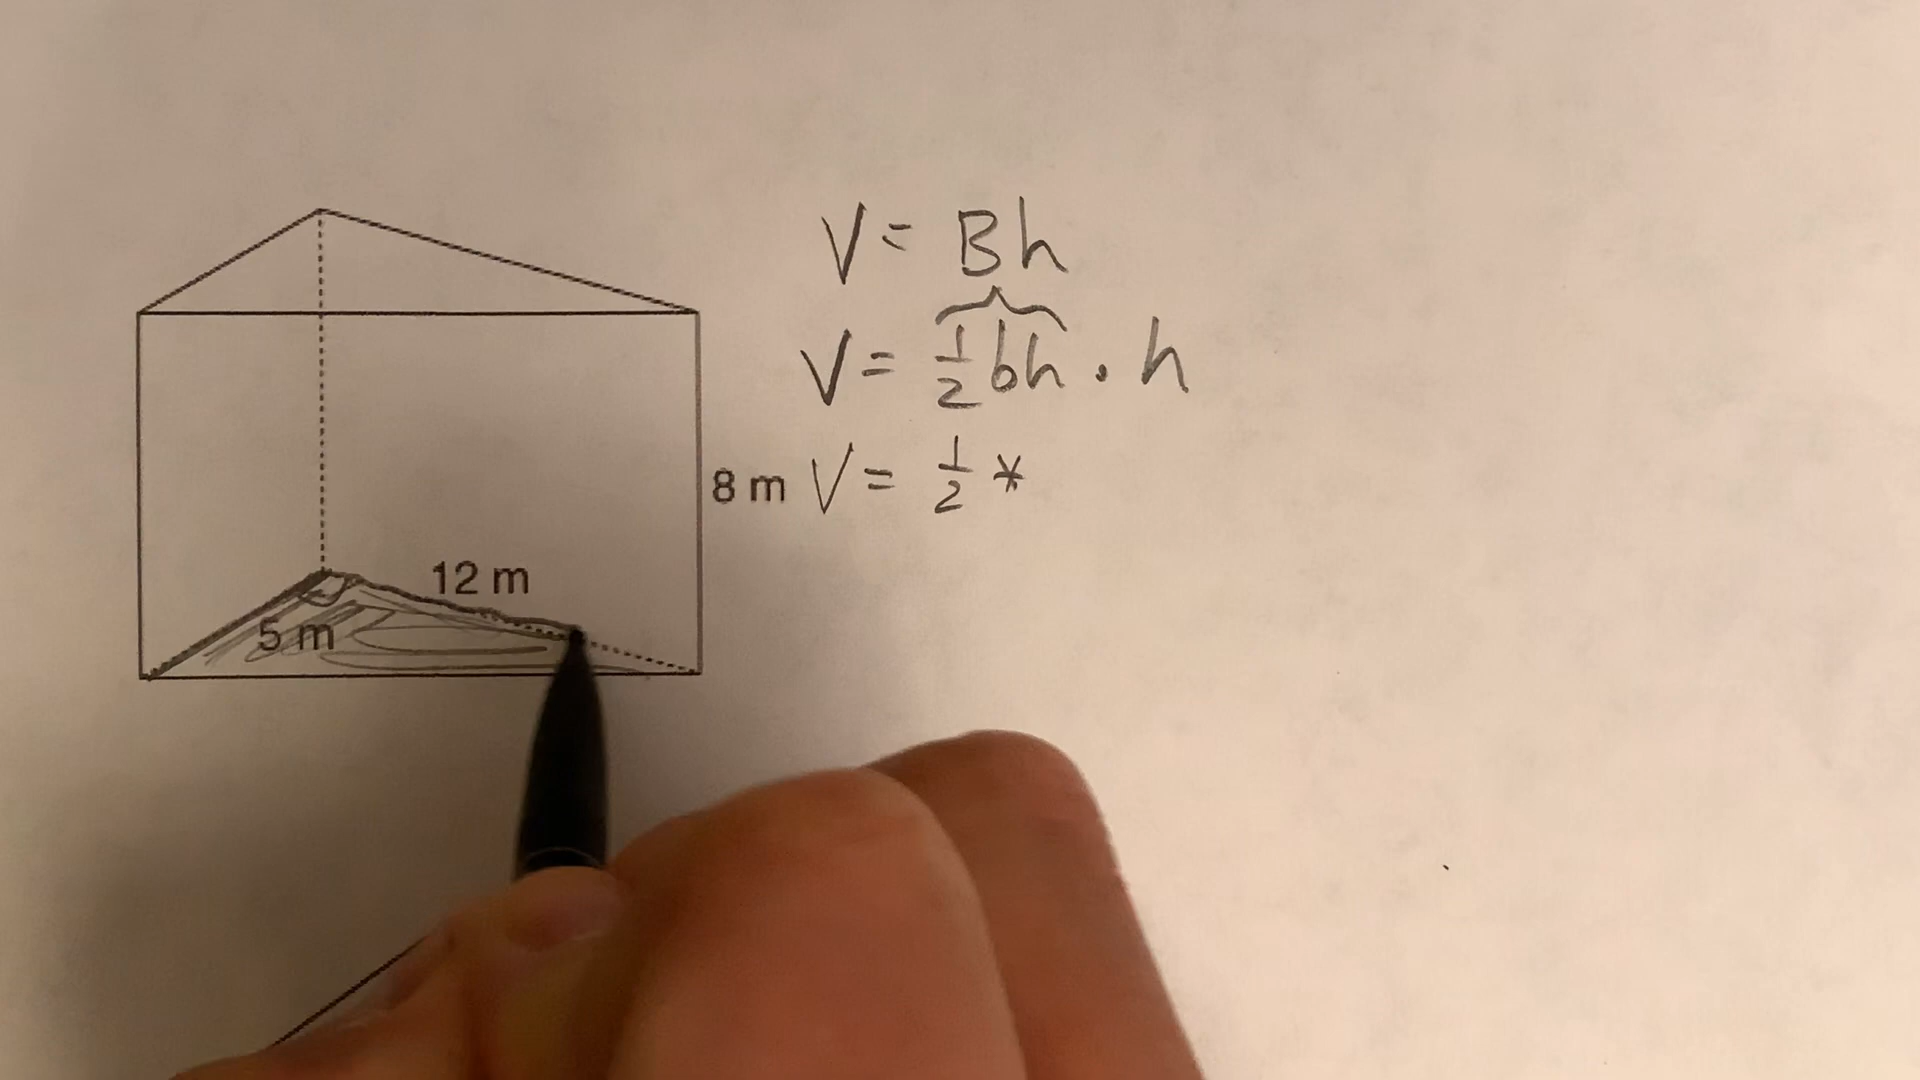 V = Bh
V = 1/2 bh · h
8 m
V = 1/2 *
12 m
5 m